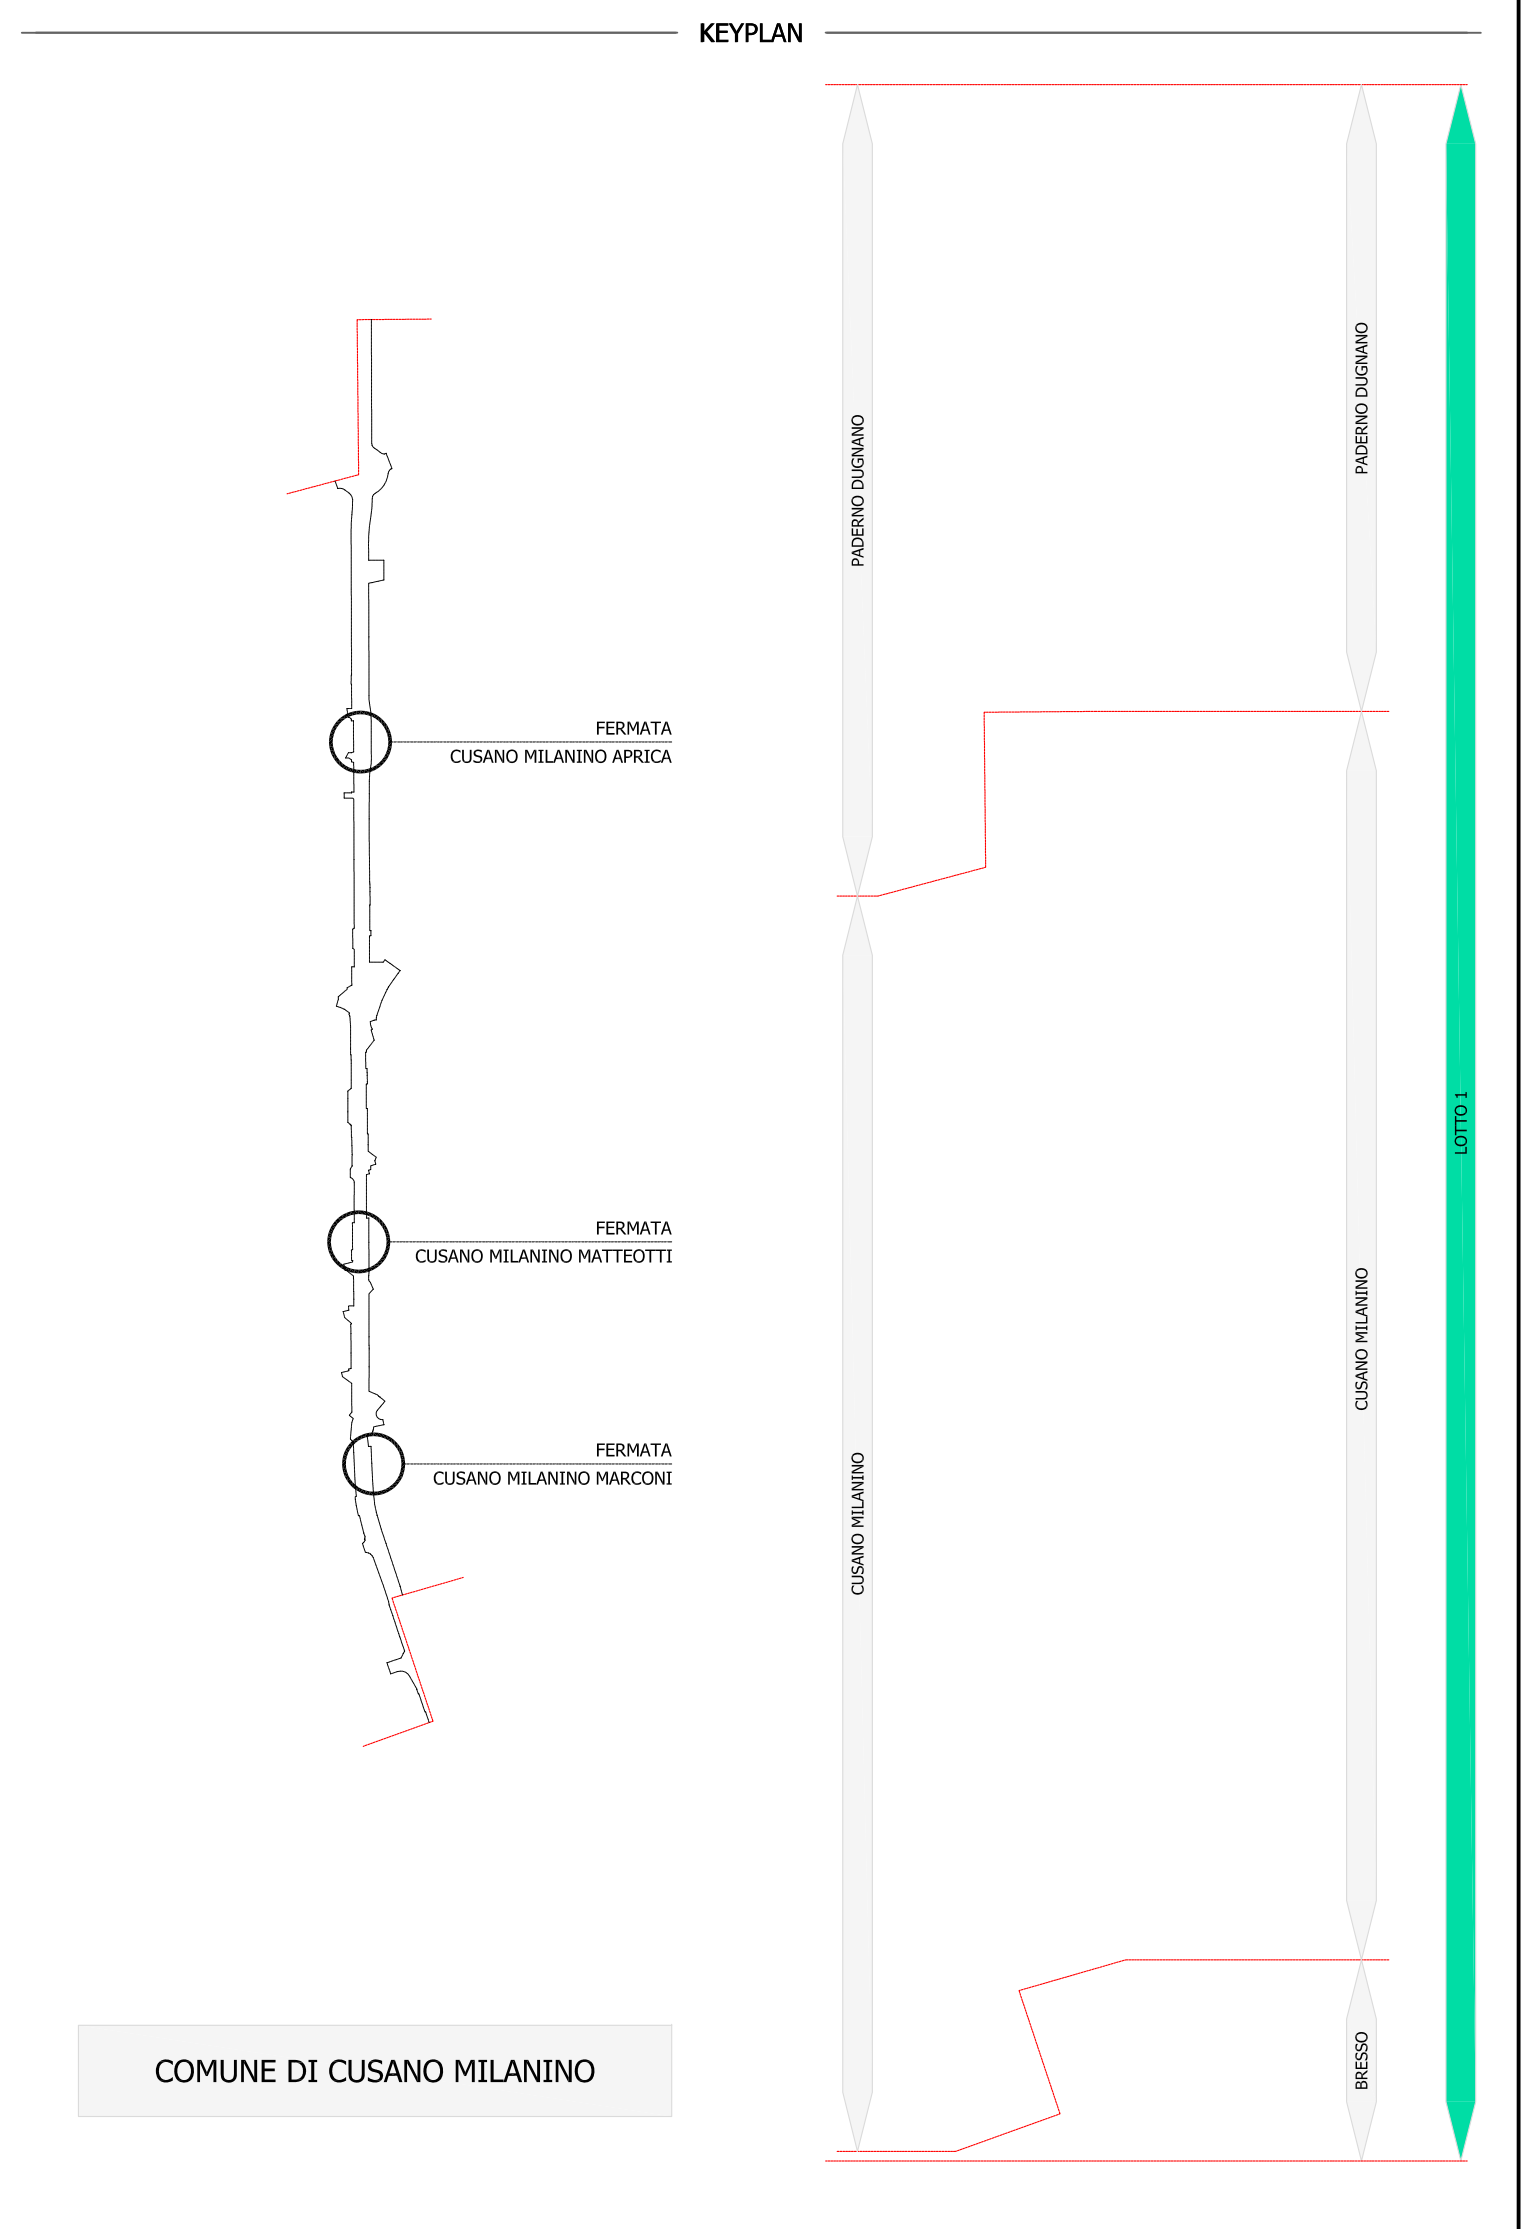 KEYPLAN
FERMATA
CUSANO MILANINO APRICA
FERMATA
CUSANO MILANINO MATTEOTTI
FERMATA
CUSANO MILANINO MARCONI
COMUNE DI CUSANO MILANINO
PADERNO DUGNANO
CUSANO MILANINO
PADERNO DUGNANO
CUSANO MILANINO
BRESSO
LOTTO 1